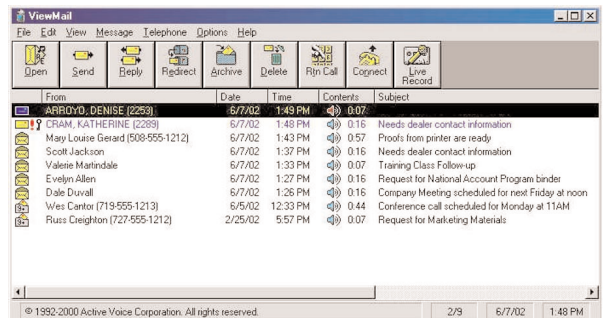 ViewMail
File Edit View Message Telephone Options Help
Open Send Reply Redirect Archive Delete Rtn Call Connect Live Record
From Date Time Contents Subject
ARROYO, DENISE (2253) 6/7/02 1:49 PM 0:07
CRAM, KATHERINE (2289) 6/7/02 1:48 PM 0:16 Needs dealer contact information
Mary Louise Gerard (508-555-1212) 6/7/02 1:43 PM 0:57 Proofs from printer are ready
Scott Jackson 6/7/02 1:37 PM 0:16 Needs dealer contact information
Valerie Martindale 6/7/02 1:33 PM 0:07 Training Class Follow-up
Evelyn Allen 6/7/02 1:27 PM 0:16 Request for National Account Program binder
Dale Duvall 6/7/02 1:26 PM 0:16 Company Meeting scheduled for next Friday at noon
Wes Cantor (719-555-1213) 6/5/02 12:33 PM 0:44 Conference call scheduled for Monday at 11AM
Russ Creighton (727-555-1212) 2/25/02 5:57 PM 0:07 Request for Marketing Materials
© 1992-2000 Active Voice Corporation. All rights reserved. 2/9 6/7/02 1:48 PM